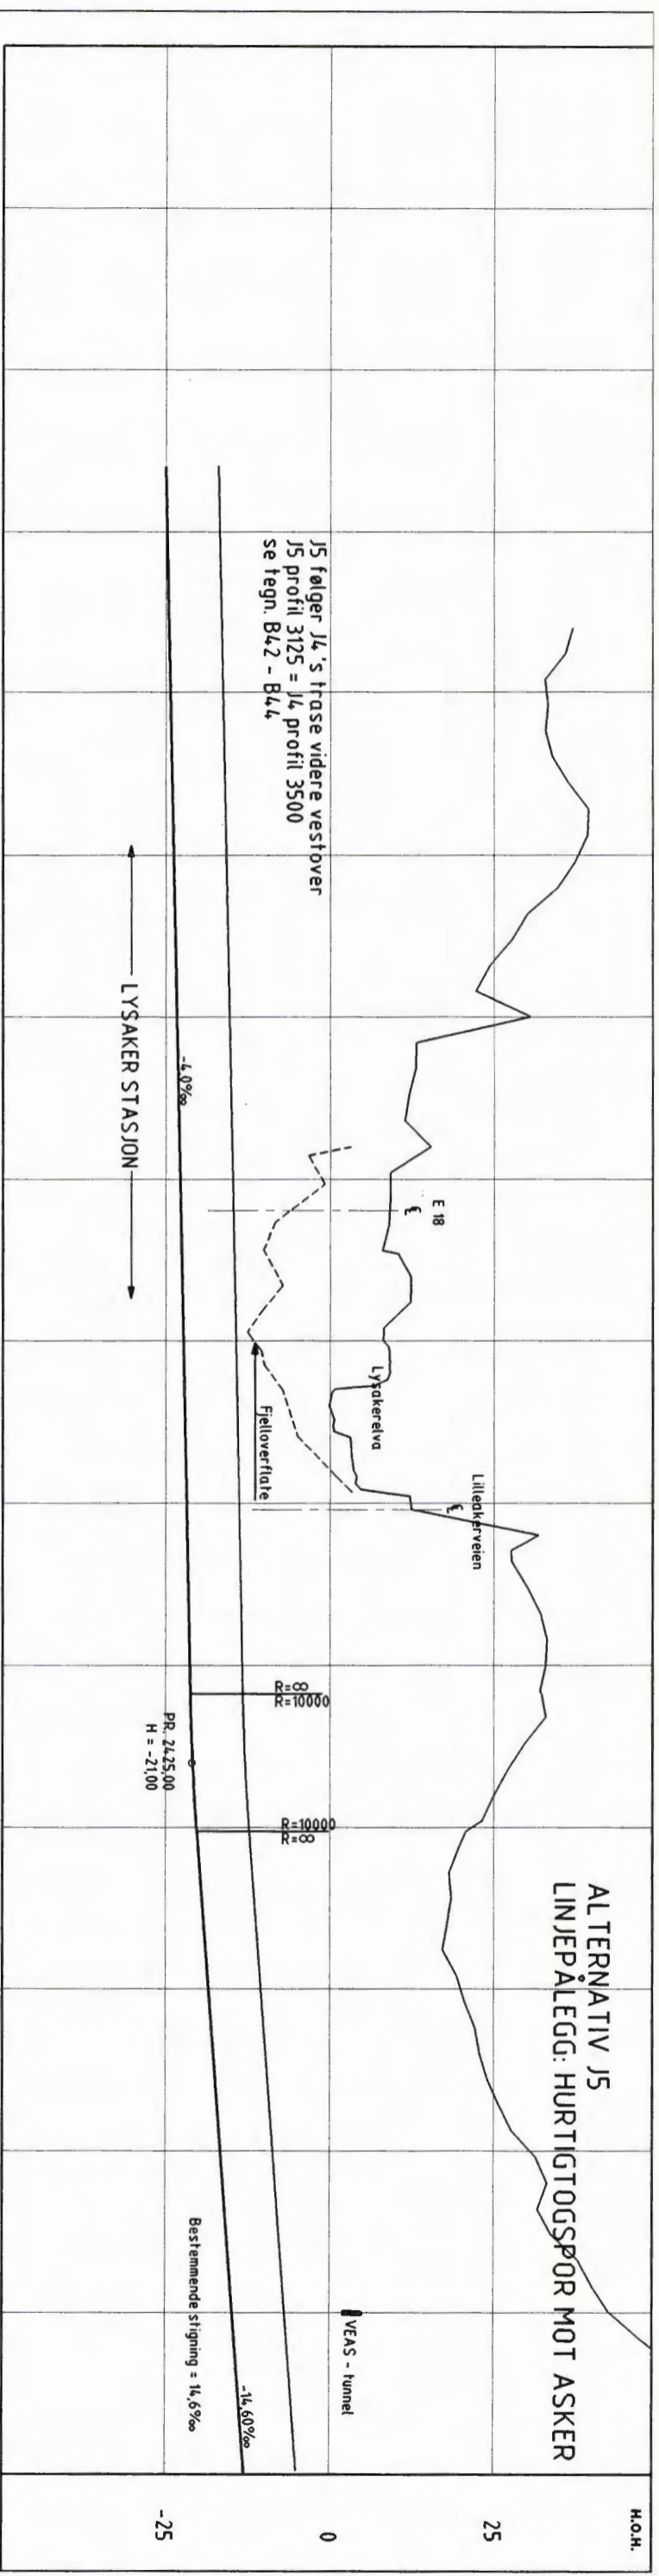 ALTERNATIV J5
LINJEPÅLEGG: HURTIGTOGSPOR MOT ASKER
H.O.H.
25
0
-25
J5 følger J4's trase videre vestover
J5 profil 3125 = J4 profil 3500
se tegn. B42 - B44
E 18
Lysakerelva
Lilleakerveien
Fjelloverflate
-4.0‰
LYSAKER STASJON
R=∞
R=10000
R=10000
R=∞
PR. 2425,00
H = -21,00
VEAS - tunnel
-14,60‰
Bestemmende stigning = 14,6‰